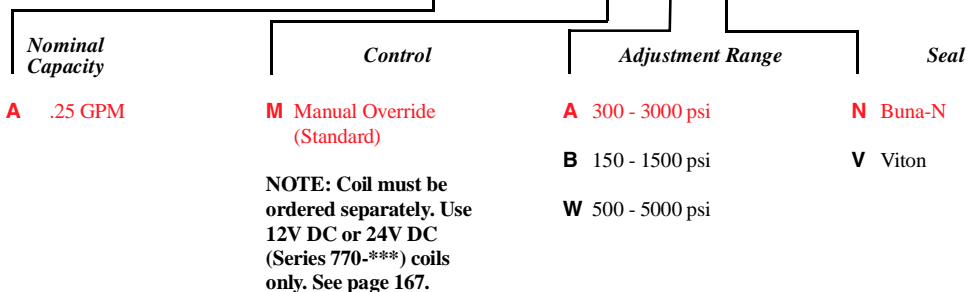 Nominal
Capacity
A .25 GPM
Control
M Manual Override
(Standard)
NOTE: Coil must be
ordered separately. Use
12V DC or 24V DC
(Series 770-***) coils
only. See page 167.
Adjustment Range
A 300 - 3000 psi
B 150 - 1500 psi
W 500 - 5000 psi
Seal
N Buna-N
V Viton